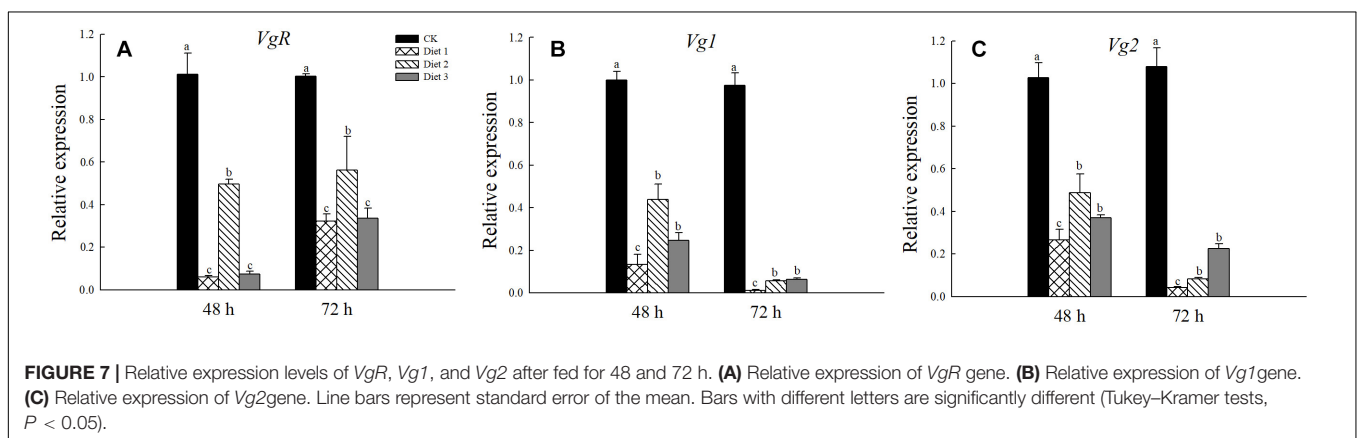 A
VgR
CK
Diet 1
Diet 2
Diet 3
Relative expression
1.2
1.0
0.8
0.6
0.4
0.2
0.0
a
c
b
c
a
c
b
c
48 h
72 h
B
Vg1
Relative expression
1.2
1.0
0.8
0.6
0.4
0.2
0.0
a
c
b
b
a
c
b
b
48 h
72 h
C
Vg2
Relative expression
1.2
1.0
0.8
0.6
0.4
0.2
0.0
a
c
b
b
a
c
b
b
48 h
72 h
FIGURE 7 | Relative expression levels of VgR, Vg1, and Vg2 after fed for 48 and 72 h. (A) Relative expression of VgR gene. (B) Relative expression of Vg1gene.
(C) Relative expression of Vg2gene. Line bars represent standard error of the mean. Bars with different letters are significantly different (Tukey–Kramer tests,
P < 0.05).